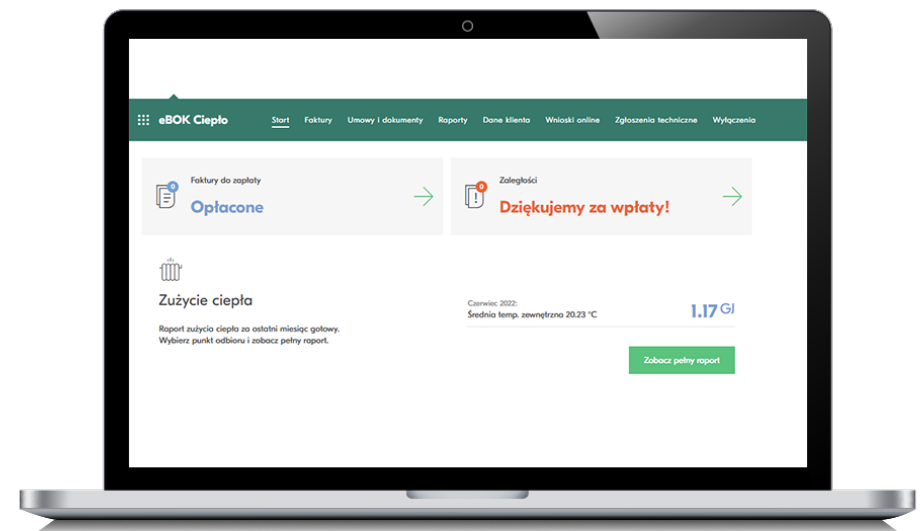 eBOK Ciepło
Start Faktury Umowy i dokumenty Raporty Dane klienta Wnioski online Zgłoszenia techniczne Wyłączenia
0
Faktury do zapłaty
Opłacone
0
Zaległości
Dziękujemy za wpłaty!
Zużycie ciepła
Raport zużycia ciepła za ostatni miesiąc gotowy.
Wybierz punkt odbioru i zobacz pełny raport.
Czerwiec 2022:
Średnia temp. zewnętrzna 20.23 °C
1.17 GJ
Zobacz pełny raport